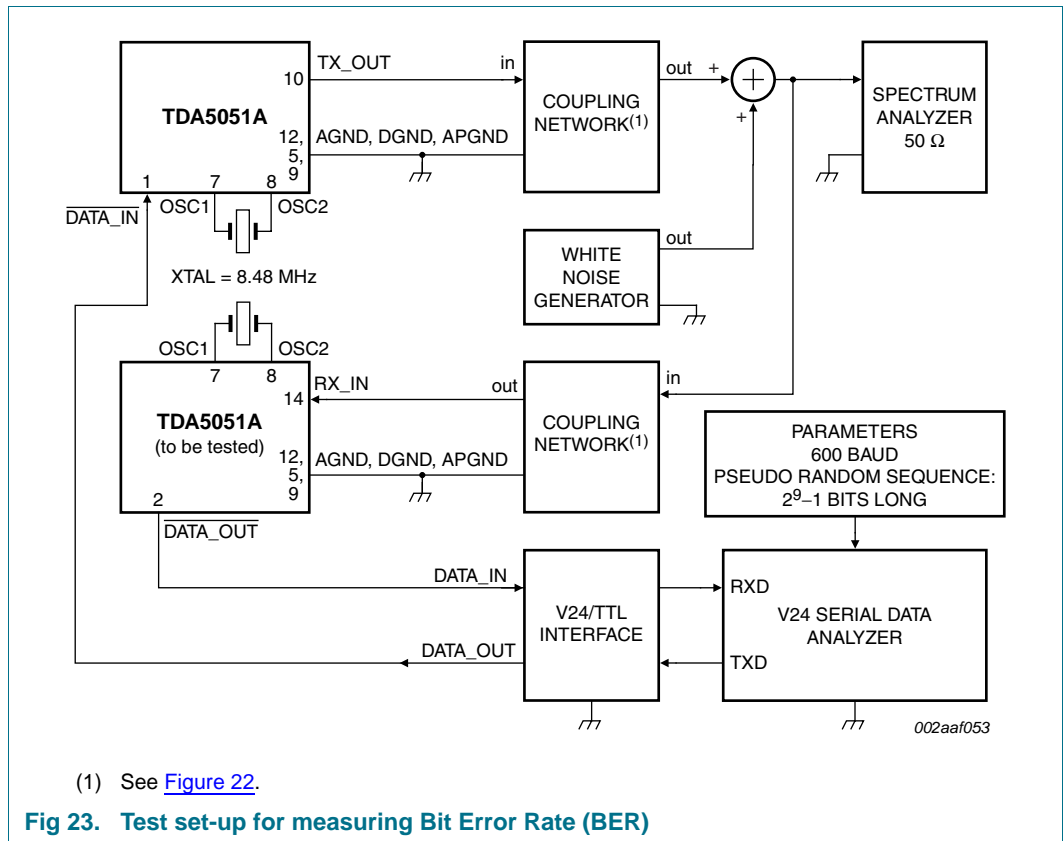 TX_OUT
in
out
+
+
10
TDA5051A
12,
5,
9
AGND, DGND, APGND
1
7
8
DATA_IN
OSC1
OSC2
COUPLING
NETWORK(1)
SPECTRUM
ANALYZER
50 Ω
+
XTAL = 8.48 MHz
WHITE
NOISE
GENERATOR
out
OSC1
OSC2
7
8
14
RX_IN
out
in
TDA5051A
(to be tested)
12,
5,
9
AGND, DGND, APGND
2
DATA_OUT
COUPLING
NETWORK(1)
PARAMETERS
600 BAUD
PSEUDO RANDOM SEQUENCE:
2⁹–1 BITS LONG
DATA_IN
DATA_OUT
V24/TTL
INTERFACE
RXD
TXD
V24 SERIAL DATA
ANALYZER
002aaf053
(1) See Figure 22.
Fig 23. Test set-up for measuring Bit Error Rate (BER)